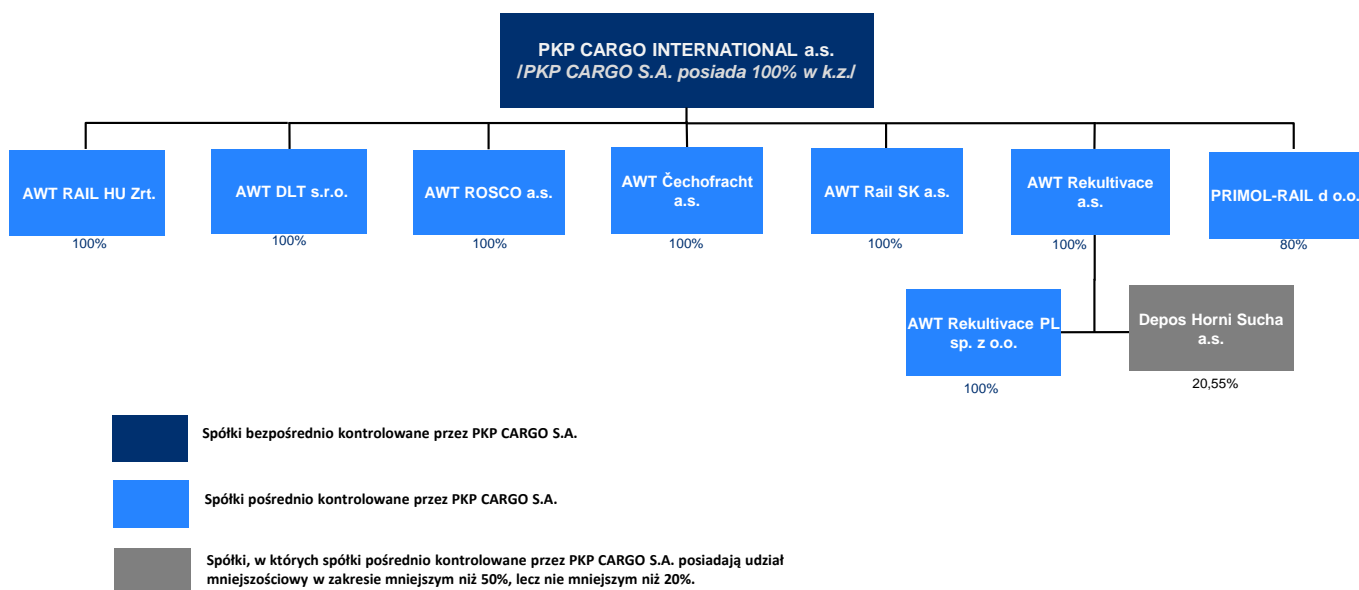 PKP CARGO INTERNATIONAL a.s.
/PKP CARGO S.A. posiada 100% w k.z./
AWT RAIL HU Zrt.
100%
AWT DLT s.r.o.
100%
AWT ROSCO a.s.
100%
AWT Čechofracht
a.s.
100%
AWT Rail SK a.s.
100%
AWT Rekultivace
a.s.
100%
PRIMOL-RAIL d o.o.
80%
AWT Rekultivace PL
sp. z o.o.
100%
Depos Horni Sucha
a.s.
20,55%
Spółki bezpośrednio kontrolowane przez PKP CARGO S.A.
Spółki pośrednio kontrolowane przez PKP CARGO S.A.
Spółki, w których spółki pośrednio kontrolowane przez PKP CARGO S.A. posiadają udział
mniejszościowy w zakresie mniejszym niż 50%, lecz nie mniejszym niż 20%.